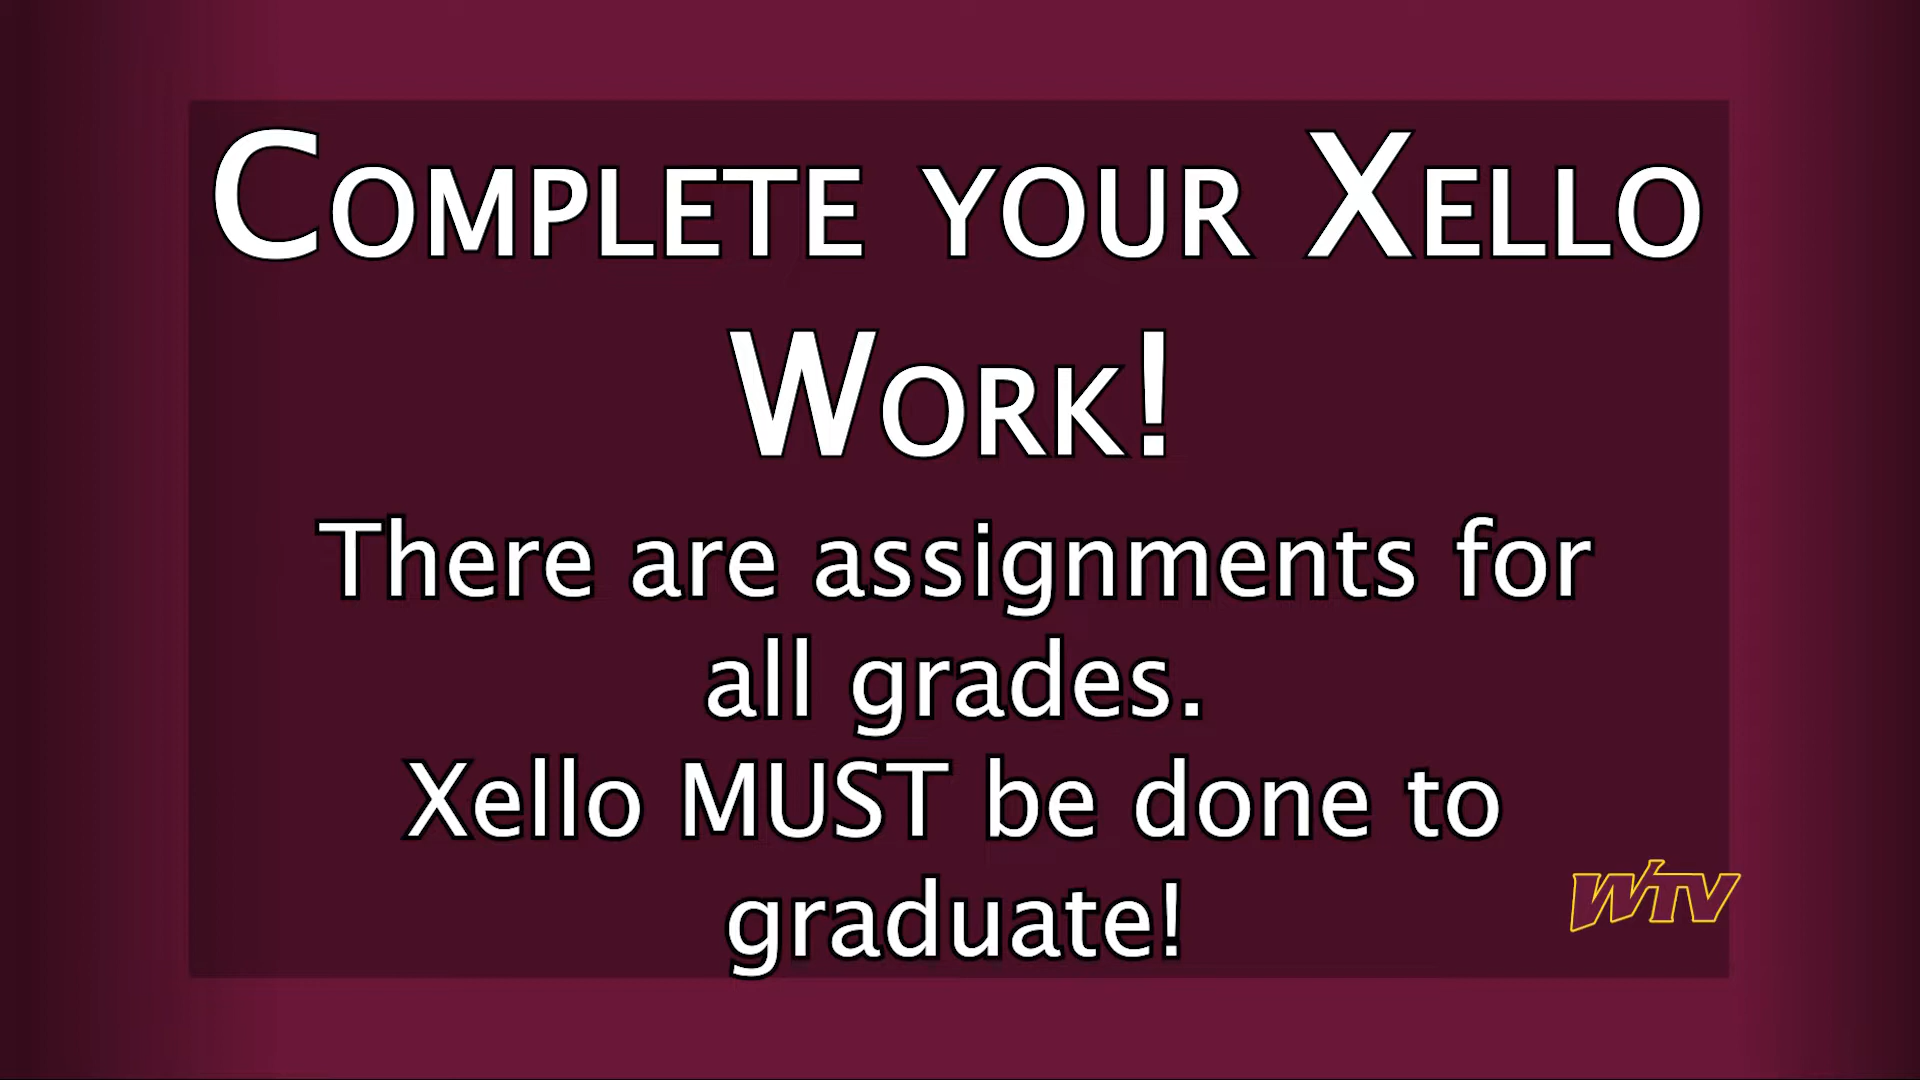 Complete your Xello
Work!
There are assignments for
all grades.
Xello MUST be done to
graduate!
WTV